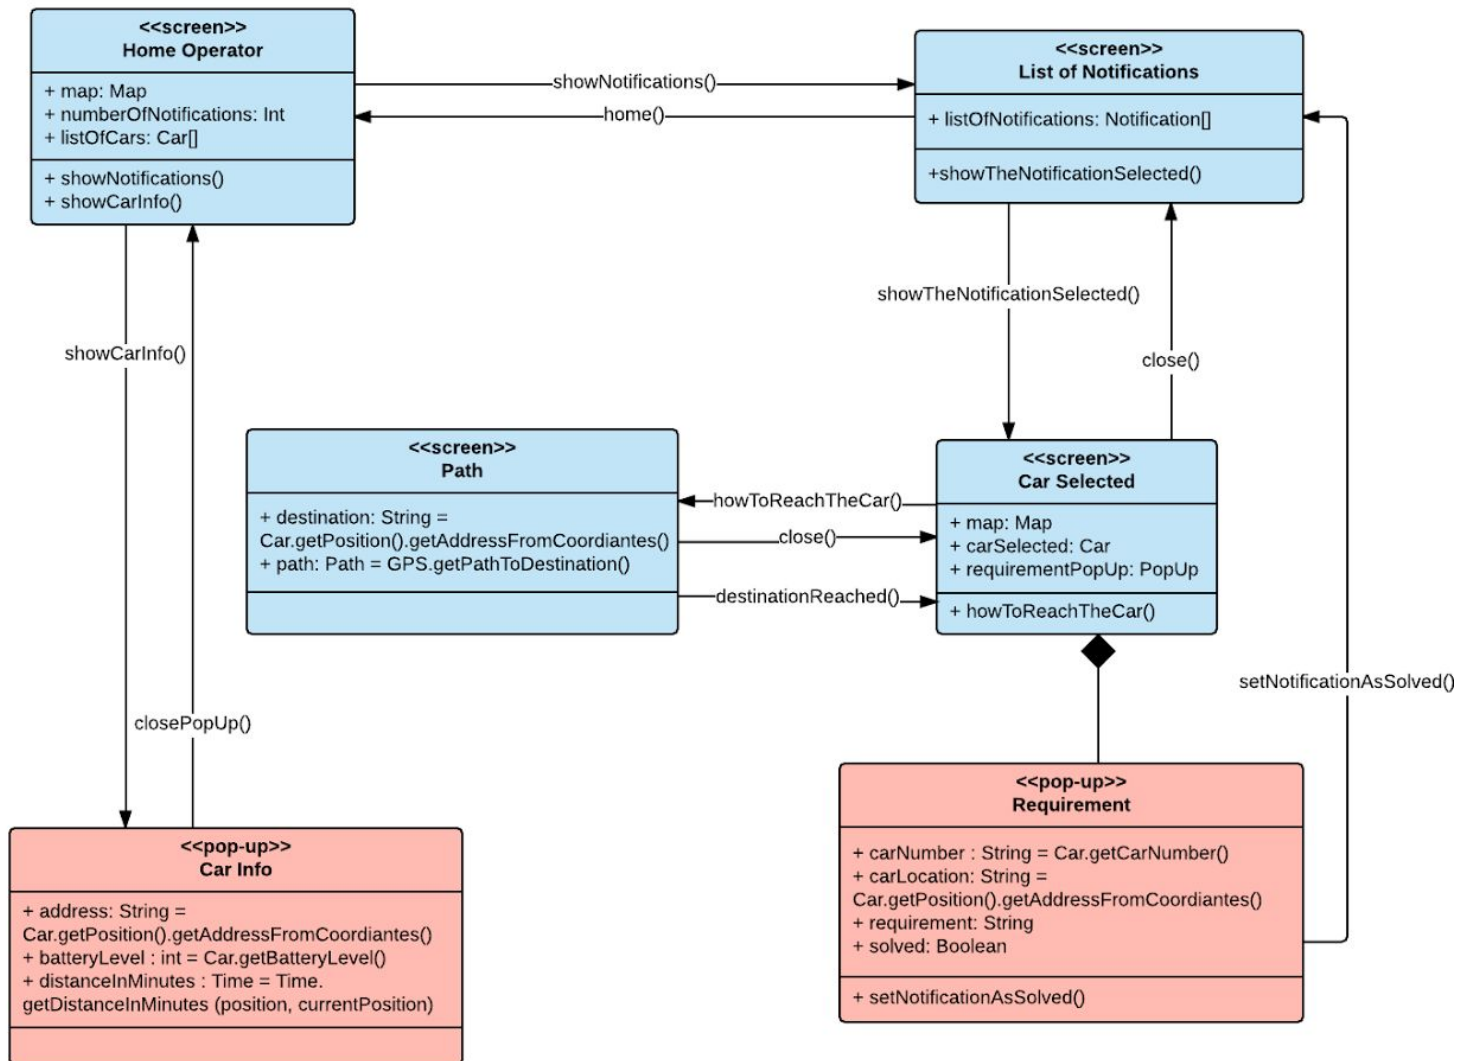 <<screen>>
Home Operator
+ map: Map
+ numberOfNotifications: Int
+ listOfCars: Car[]
+ showNotifications()
+ showCarInfo()
showNotifications()
home()
<<screen>>
List of Notifications
+ listOfNotifications: Notification[]
+showTheNotificationSelected()
showTheNotificationSelected()
close()
showCarInfo()
closePopUp()
<<screen>>
Path
+ destination: String =
Car.getPosition().getAddressFromCoordiantes()
+ path: Path = GPS.getPathToDestination()
howToReachTheCar()
close()
destinationReached()
<<screen>>
Car Selected
+ map: Map
+ carSelected: Car
+ requirementPopUp: PopUp
+ howToReachTheCar()
setNotificationAsSolved()
<<pop-up>>
Requirement
+ carNumber : String = Car.getCarNumber()
+ carLocation: String =
Car.getPosition().getAddressFromCoordiantes()
+ requirement: String
+ solved: Boolean
+ setNotificationAsSolved()
<<pop-up>>
Car Info
+ address: String =
Car.getPosition().getAddressFromCoordiantes()
+ batteryLevel : int = Car.getBatteryLevel()
+ distanceInMinutes : Time = Time.
getDistanceInMinutes (position, currentPosition)